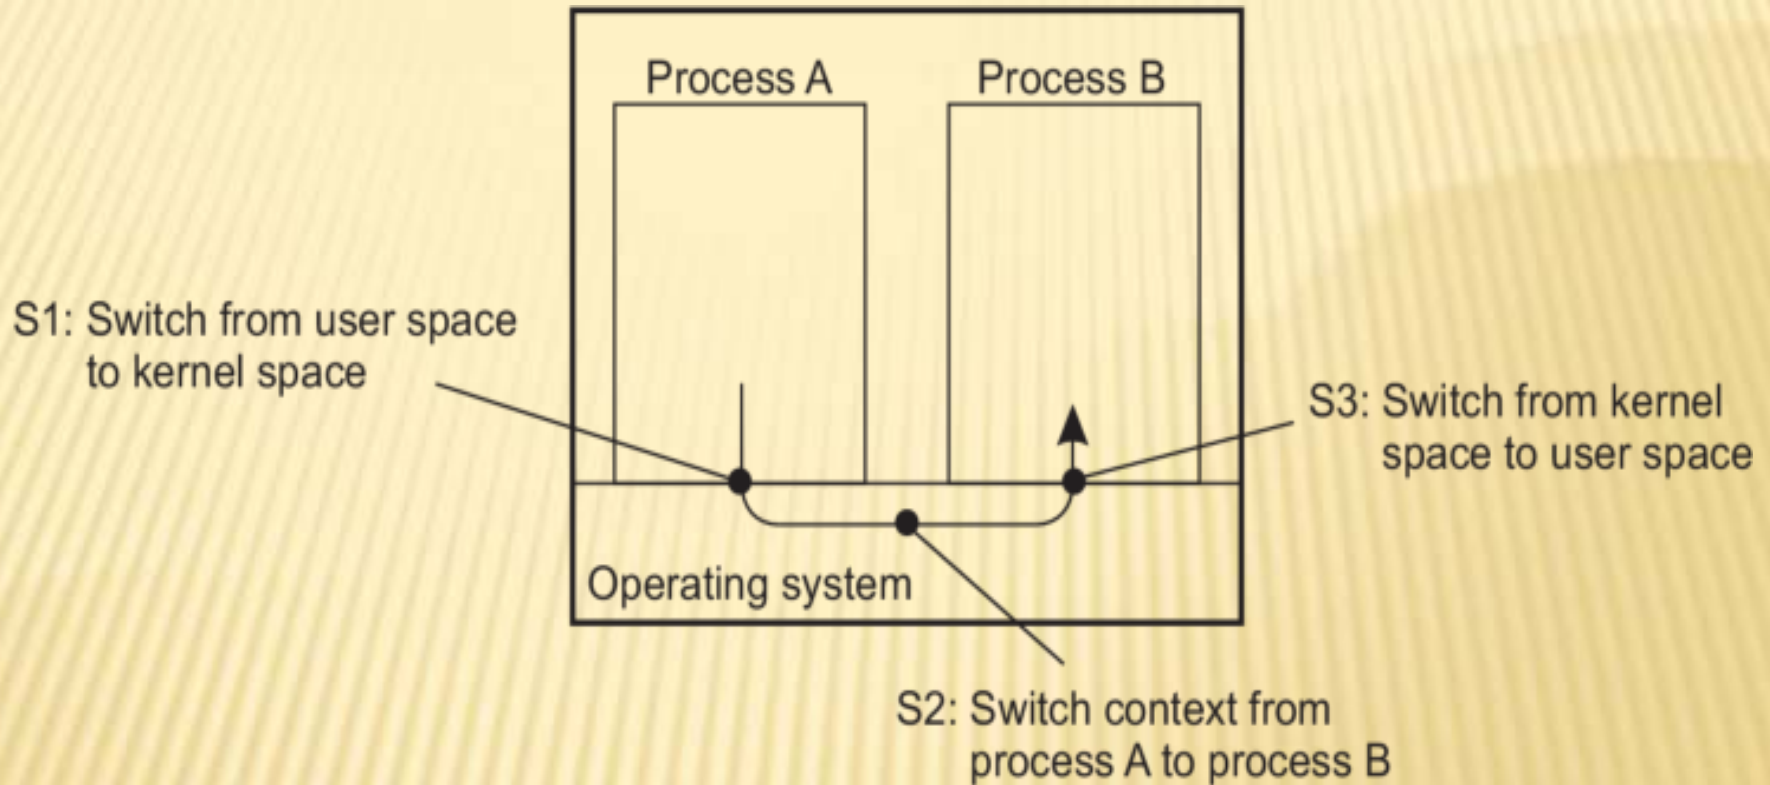 Process A
Process B
S1: Switch from user space
to kernel space
S3: Switch from kernel
space to user space
Operating system
S2: Switch context from
process A to process B